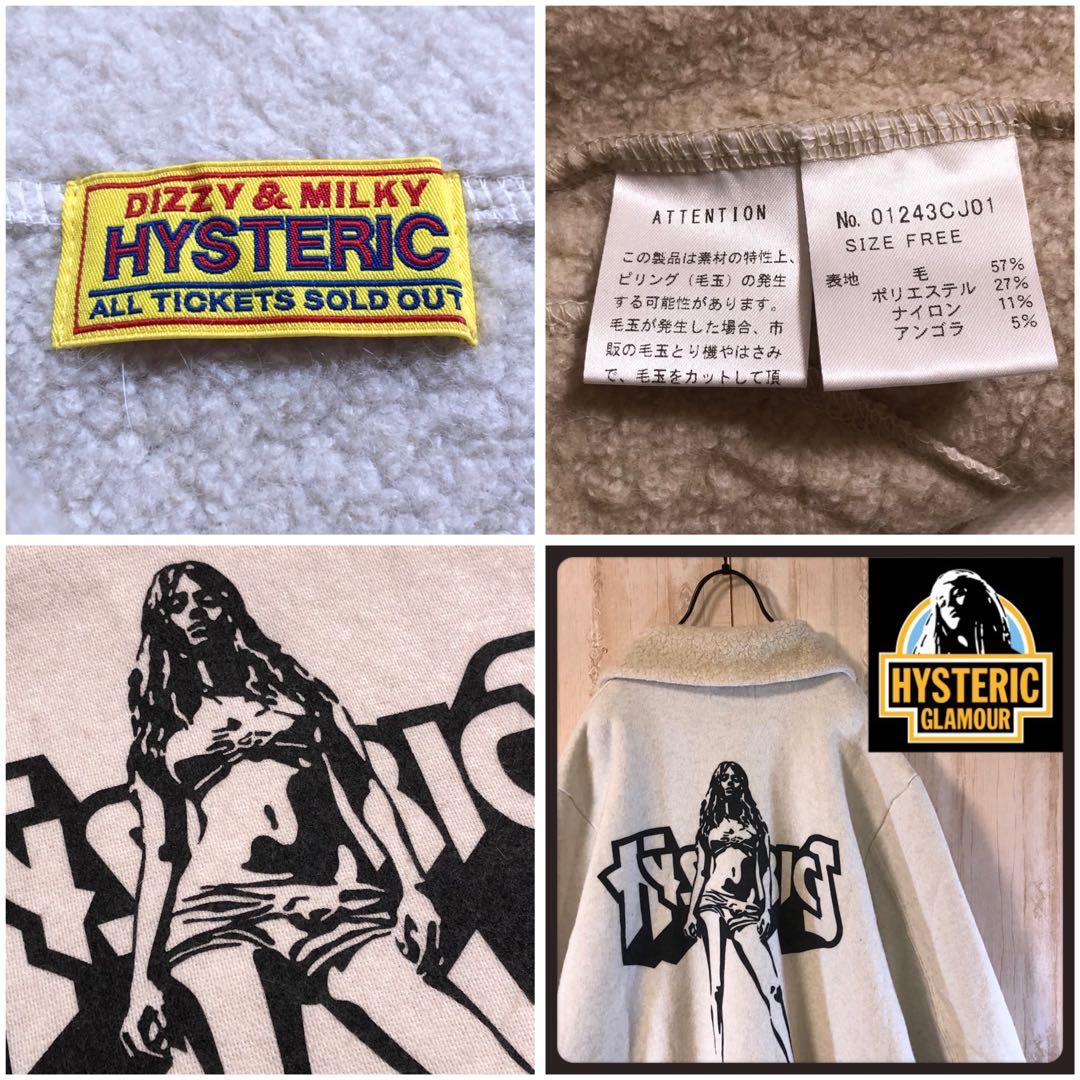 DIZZY & MILKY
HYSTERIC
ALL TICKETS SOLD OUT
ATTENTION
この製品は素材の特性上、
ピリング（毛玉）の発生
する可能性があります。
毛玉が発生した場合、市
販の毛玉とり機やはさみ
で、毛玉をカットして頂
No. 01243CJ01
SIZE FREE
表地 毛 57%
ポリエステル 27%
ナイロン 11%
アンゴラ 5%
YS RIC
HYSTERIC
GLAMOUR
HYS RICS